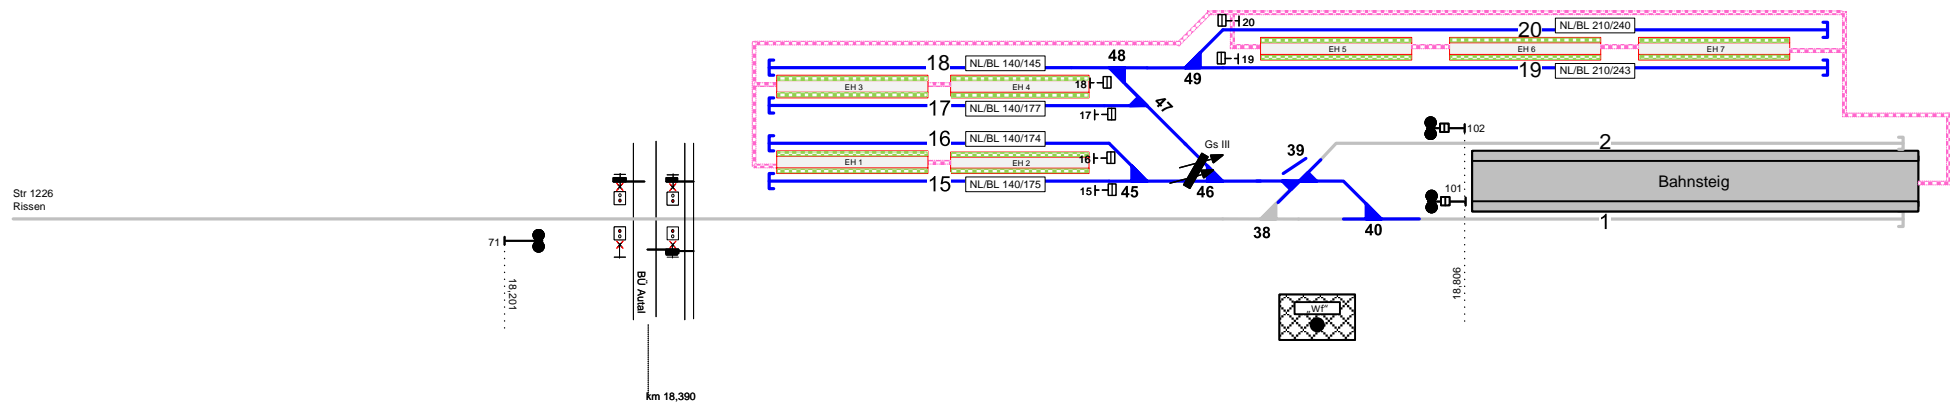 20
20
NL/BL 210/240
48
EH 5
EH 6
EH 7
18
NL/BL 140/145
19
49
19
NL/BL 210/243
EH 3
EH 4
18
47
17
NL/BL 140/177
17
102
16
NL/BL 140/174
Gs III
39
2
EH 1
EH 2
16
Bahnsteig
15
NL/BL 140/175
15
45
46
101
Str 1226
Rissen
38
40
1
71
BÜ Autal
18,201
18,806
„Wf“
km 18,390